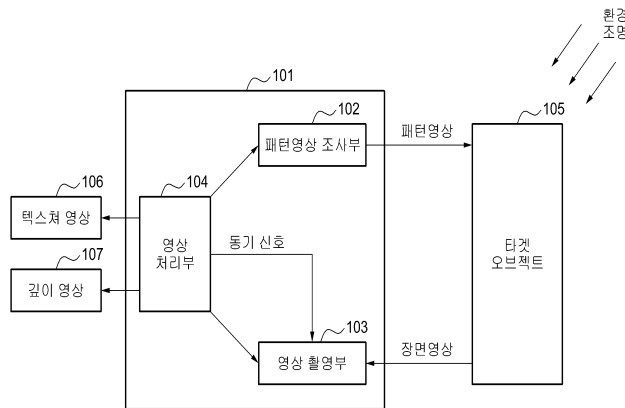 환경
조명
101
102
패턴영상 조사부
패턴영상
105
106
텍스쳐 영상
104
영상
처리부
동기 신호
타겟
오브젝트
107
깊이 영상
103
영상 촬영부
장면영상